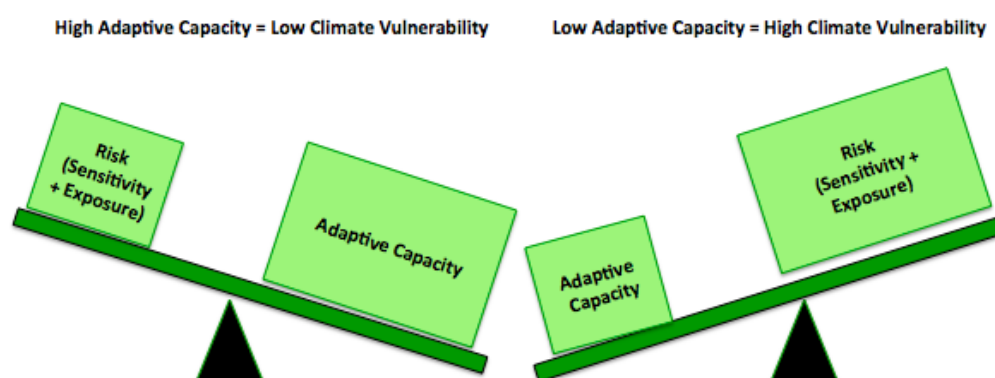 High Adaptive Capacity = Low Climate Vulnerability
Risk
(Sensitivity
+ Exposure)
Adaptive Capacity
Low Adaptive Capacity = High Climate Vulnerability
Adaptive
Capacity
Risk
(Sensitivity +
Exposure)